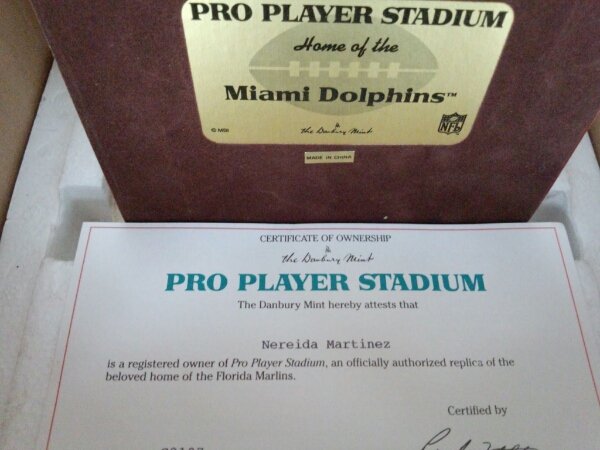 PRO PLAYER STADIUM
Home of the
Miami Dolphins™
© MBI
The Danbury Mint
NFL
MADE IN CHINA
CERTIFICATE OF OWNERSHIP
The Danbury Mint
PRO PLAYER STADIUM
The Danbury Mint hereby attests that
Nereida Martinez
is a registered owner of Pro Player Stadium, an officially authorized replica of the
beloved home of the Florida Marlins.
Certified by